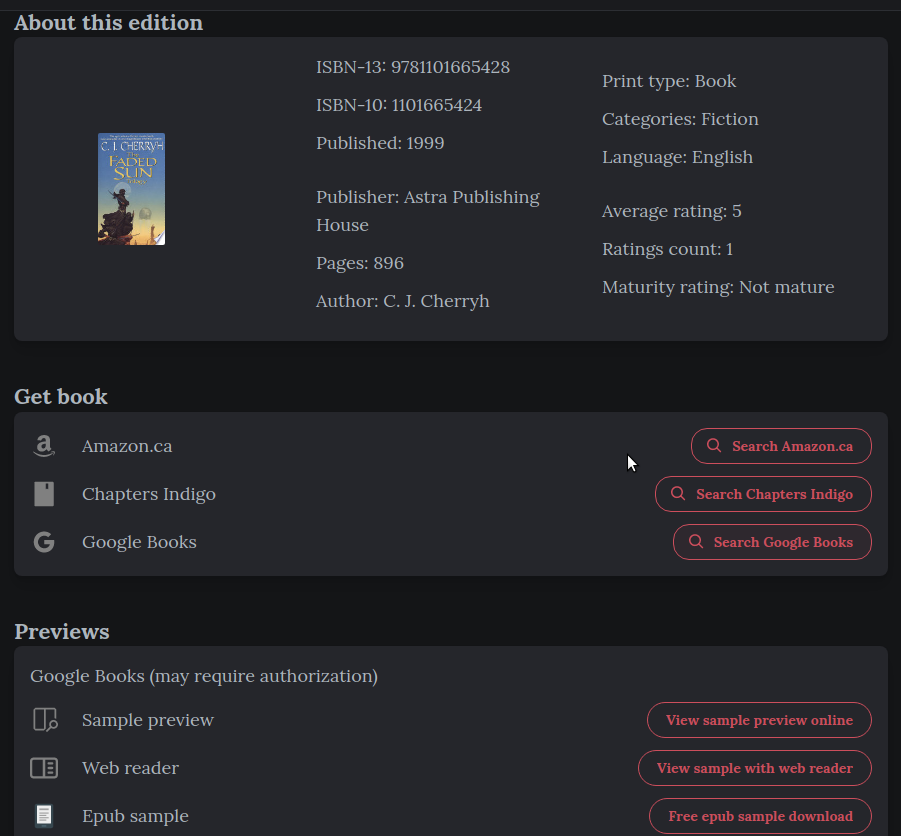 About this edition
C. J. CHERRYH
THE
FADED
SUN
ISBN-13: 9781101665428
ISBN-10: 1101665424
Published: 1999
Publisher: Astra Publishing
House
Pages: 896
Author: C. J. Cherryh
Print type: Book
Categories: Fiction
Language: English
Average rating: 5
Ratings count: 1
Maturity rating: Not mature
Get book
Amazon.ca
Search Amazon.ca
Chapters Indigo
Search Chapters Indigo
Google Books
Search Google Books
Previews
Google Books (may require authorization)
Sample preview
View sample preview online
Web reader
View sample with web reader
Epub sample
Free epub sample download